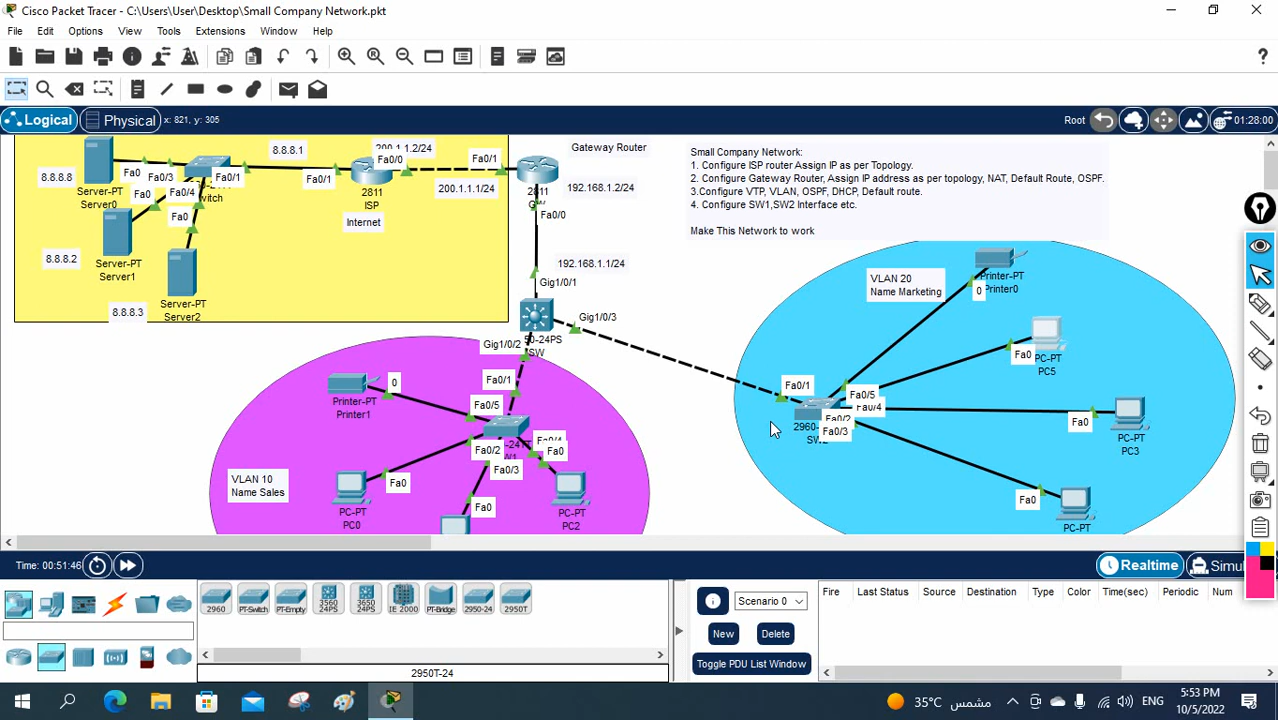 Cisco Packet Tracer - C:\Users\User\Desktop\Small Company Network.pkt
File Edit Options View Tools Extensions Window Help
Logical Physical x: 821, y: 305 Root 01:28:00
Small Company Network:
1. Configure ISP router Assign IP as per Topology.
2. Configure Gateway Router, Assign IP address as per topology, NAT, Default Route, OSPF.
3.Configure VTP, VLAN, OSPF, DHCP, Default route.
4. Configure SW1,SW2 Interface etc.
Make This Network to work
8.8.8.8
Server-PT
Server0
Fa0
Fa0/3
Fa0
Fa0/4
Fa0/1
Fa0
8.8.8.1
Fa0/1
200.1.1.2/24
Fa0/0
2811
ISP
Internet
Fa0/1
200.1.1.1/24
Gateway Router
2811
192.168.1.2/24
Fa0/0
8.8.8.2
Server-PT
Server1
8.8.8.3
Server-PT
Server2
192.168.1.1/24
Gig1/0/1
Gig1/0/3
50-24PS
SW
Gig1/0/2
Fa0/1
Fa0/5
0
Printer-PT
Printer1
Fa0/2
Fa0/3
Fa0/4
Fa0
VLAN 10
Name Sales
Fa0
PC-PT
PC0
Fa0
PC-PT
PC2
VLAN 20
Name Marketing
Printer-PT
Printer0
0
Fa0
PC-PT
PC5
Fa0/1
Fa0/5
Fa0/4
Fa0/2
Fa0/3
2960-
Fa0
PC-PT
PC3
Fa0
PC-PT
Time: 00:51:46 Realtime Simul
2960 PT-Switch PT-Empty 3560 24PS 3650 24PS IE 2000 PT-Bridge 2950-24 2950T
2950T-24
Scenario 0
New Delete
Toggle PDU List Window
Fire Last Status Source Destination Type Color Time(sec) Periodic Num
35°C مشمس ENG
5:53 PM
10/5/2022